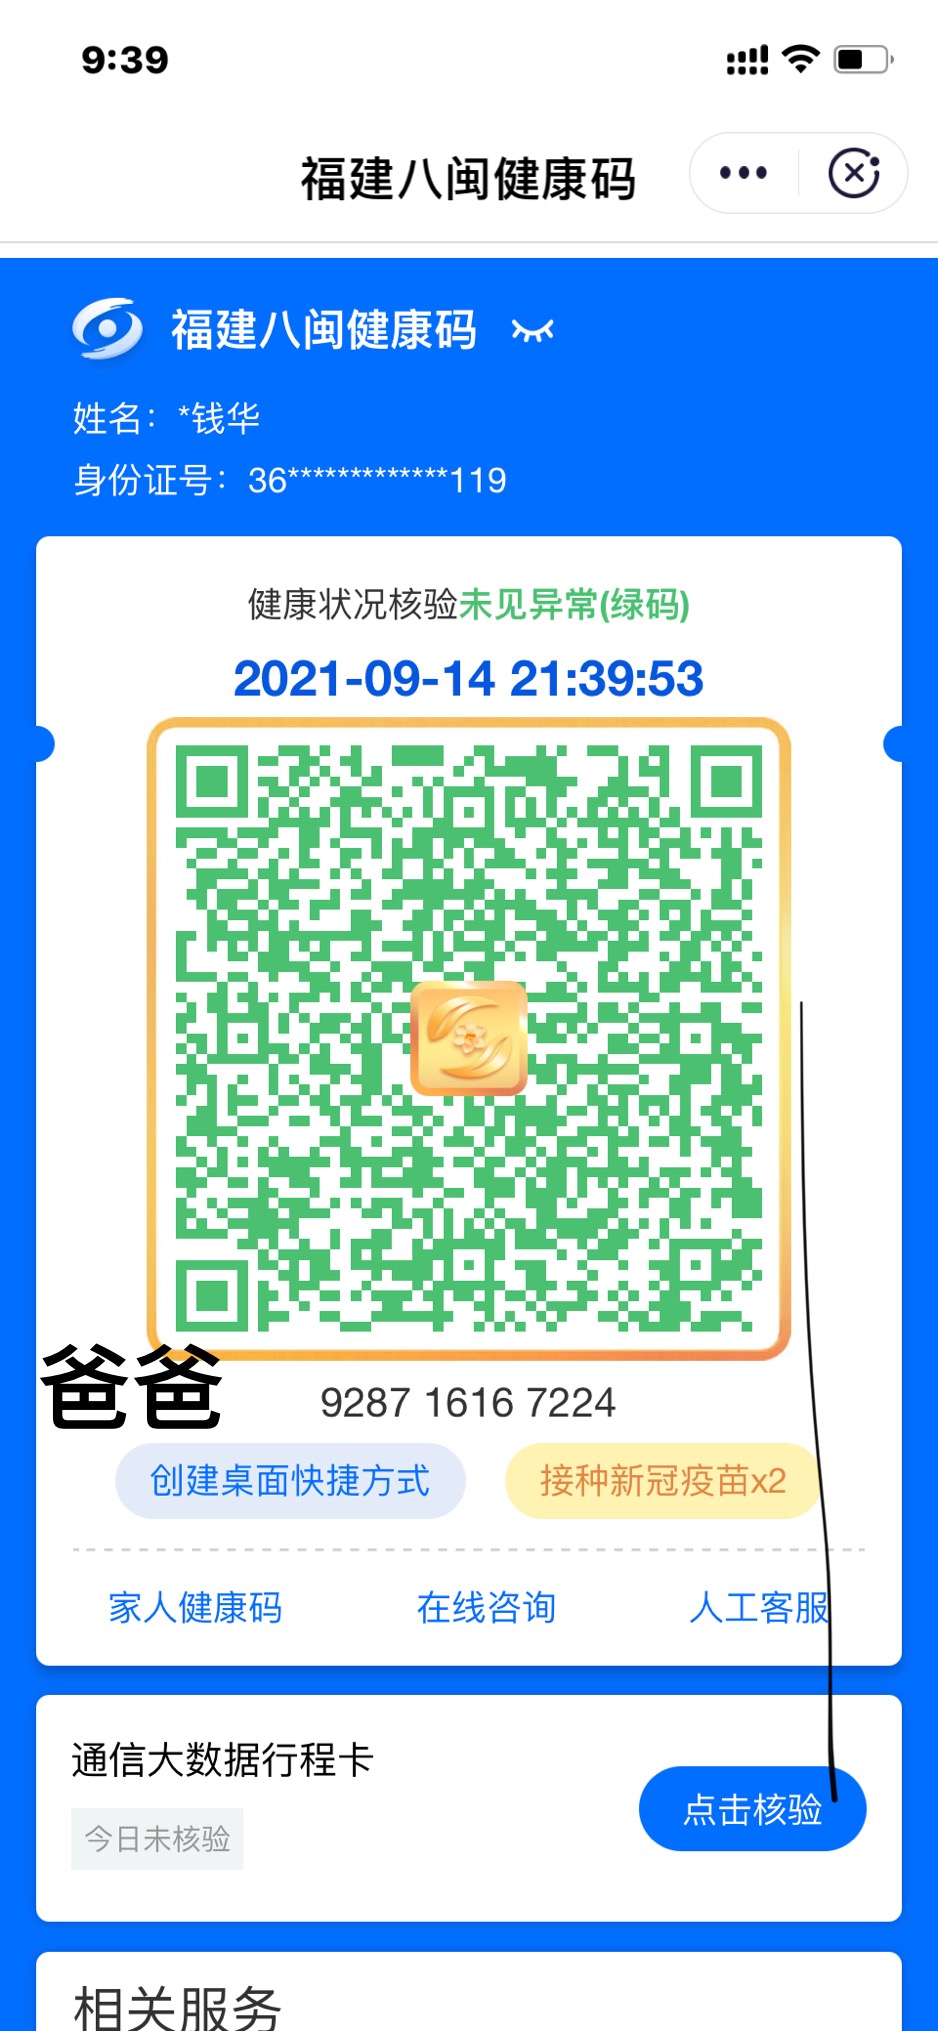 9:39
福建八闽健康码
福建八闽健康码
姓名：*钱华
身份证号：36*************119
健康状况核验未见异常(绿码)
2021-09-14 21:39:53
爸爸
9287 1616 7224
创建桌面快捷方式
接种新冠疫苗x2
家人健康码
在线咨询
人工客服
通信大数据行程卡
今日未核验
点击核验
相关服务